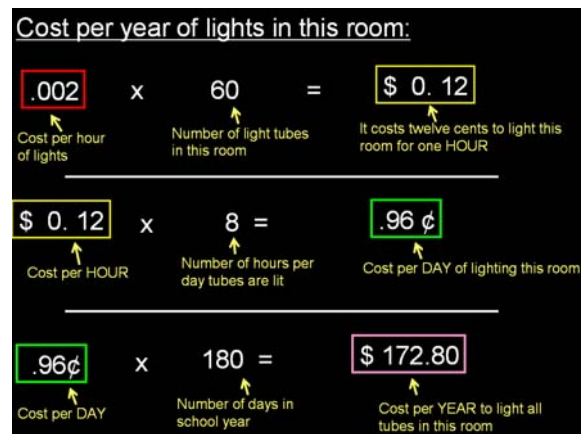 Cost per year of lights in this room:
.002 x 60 = $ 0. 12
Cost per hour
of lights
Number of light tubes
in this room
It costs twelve cents to light this
room for one HOUR
$ 0. 12 x 8 = .96 ¢
Cost per HOUR
Number of hours per
day tubes are lit
Cost per DAY of lighting this room
.96¢ x 180 = $ 172.80
Cost per DAY
Number of days in
school year
Cost per YEAR to light all
tubes in this room